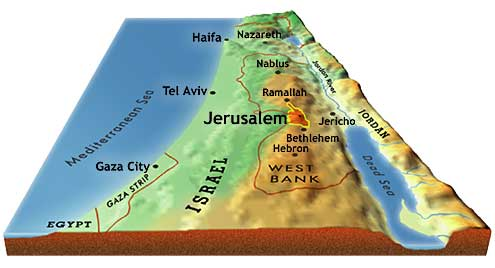 Haifa
Nazareth
Nablus
Jordan River
Tel Aviv
Ramallah
Mediterranean Sea
Jerusalem
Jericho
JORDAN
Bethlehem
Hebron
Gaza City
WEST
BANK
Dead Sea
GAZA STRIP
ISRAEL
EGYPT